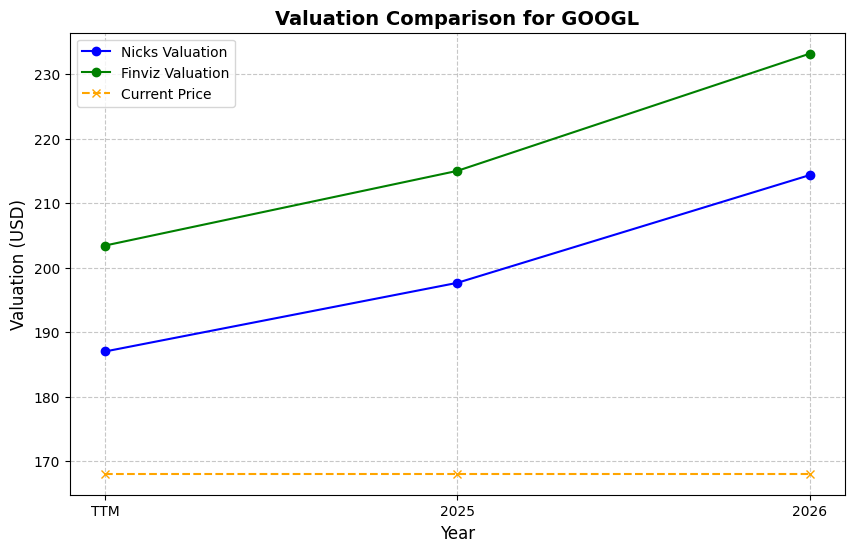 Valuation Comparison for GOOGL
Nicks Valuation
Finviz Valuation
Current Price
Valuation (USD)
230
220
210
200
190
180
170
TTM
2025
2026
Year